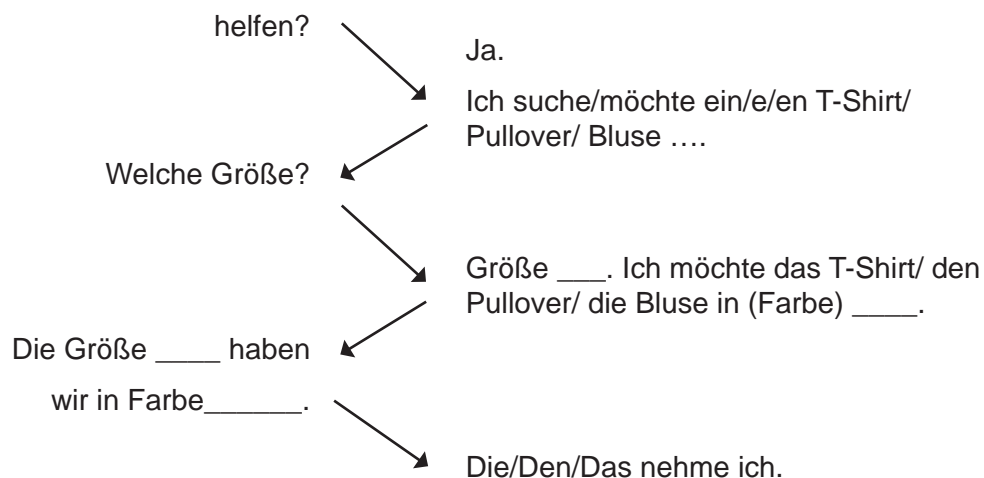 helfen?
Ja.
Ich suche/möchte ein/e/en T-Shirt/
Pullover/ Bluse ….
Welche Größe?
Größe ___. Ich möchte das T-Shirt/ den
Pullover/ die Bluse in (Farbe) ____.
Die Größe ____ haben
wir in Farbe______.
Die/Den/Das nehme ich.